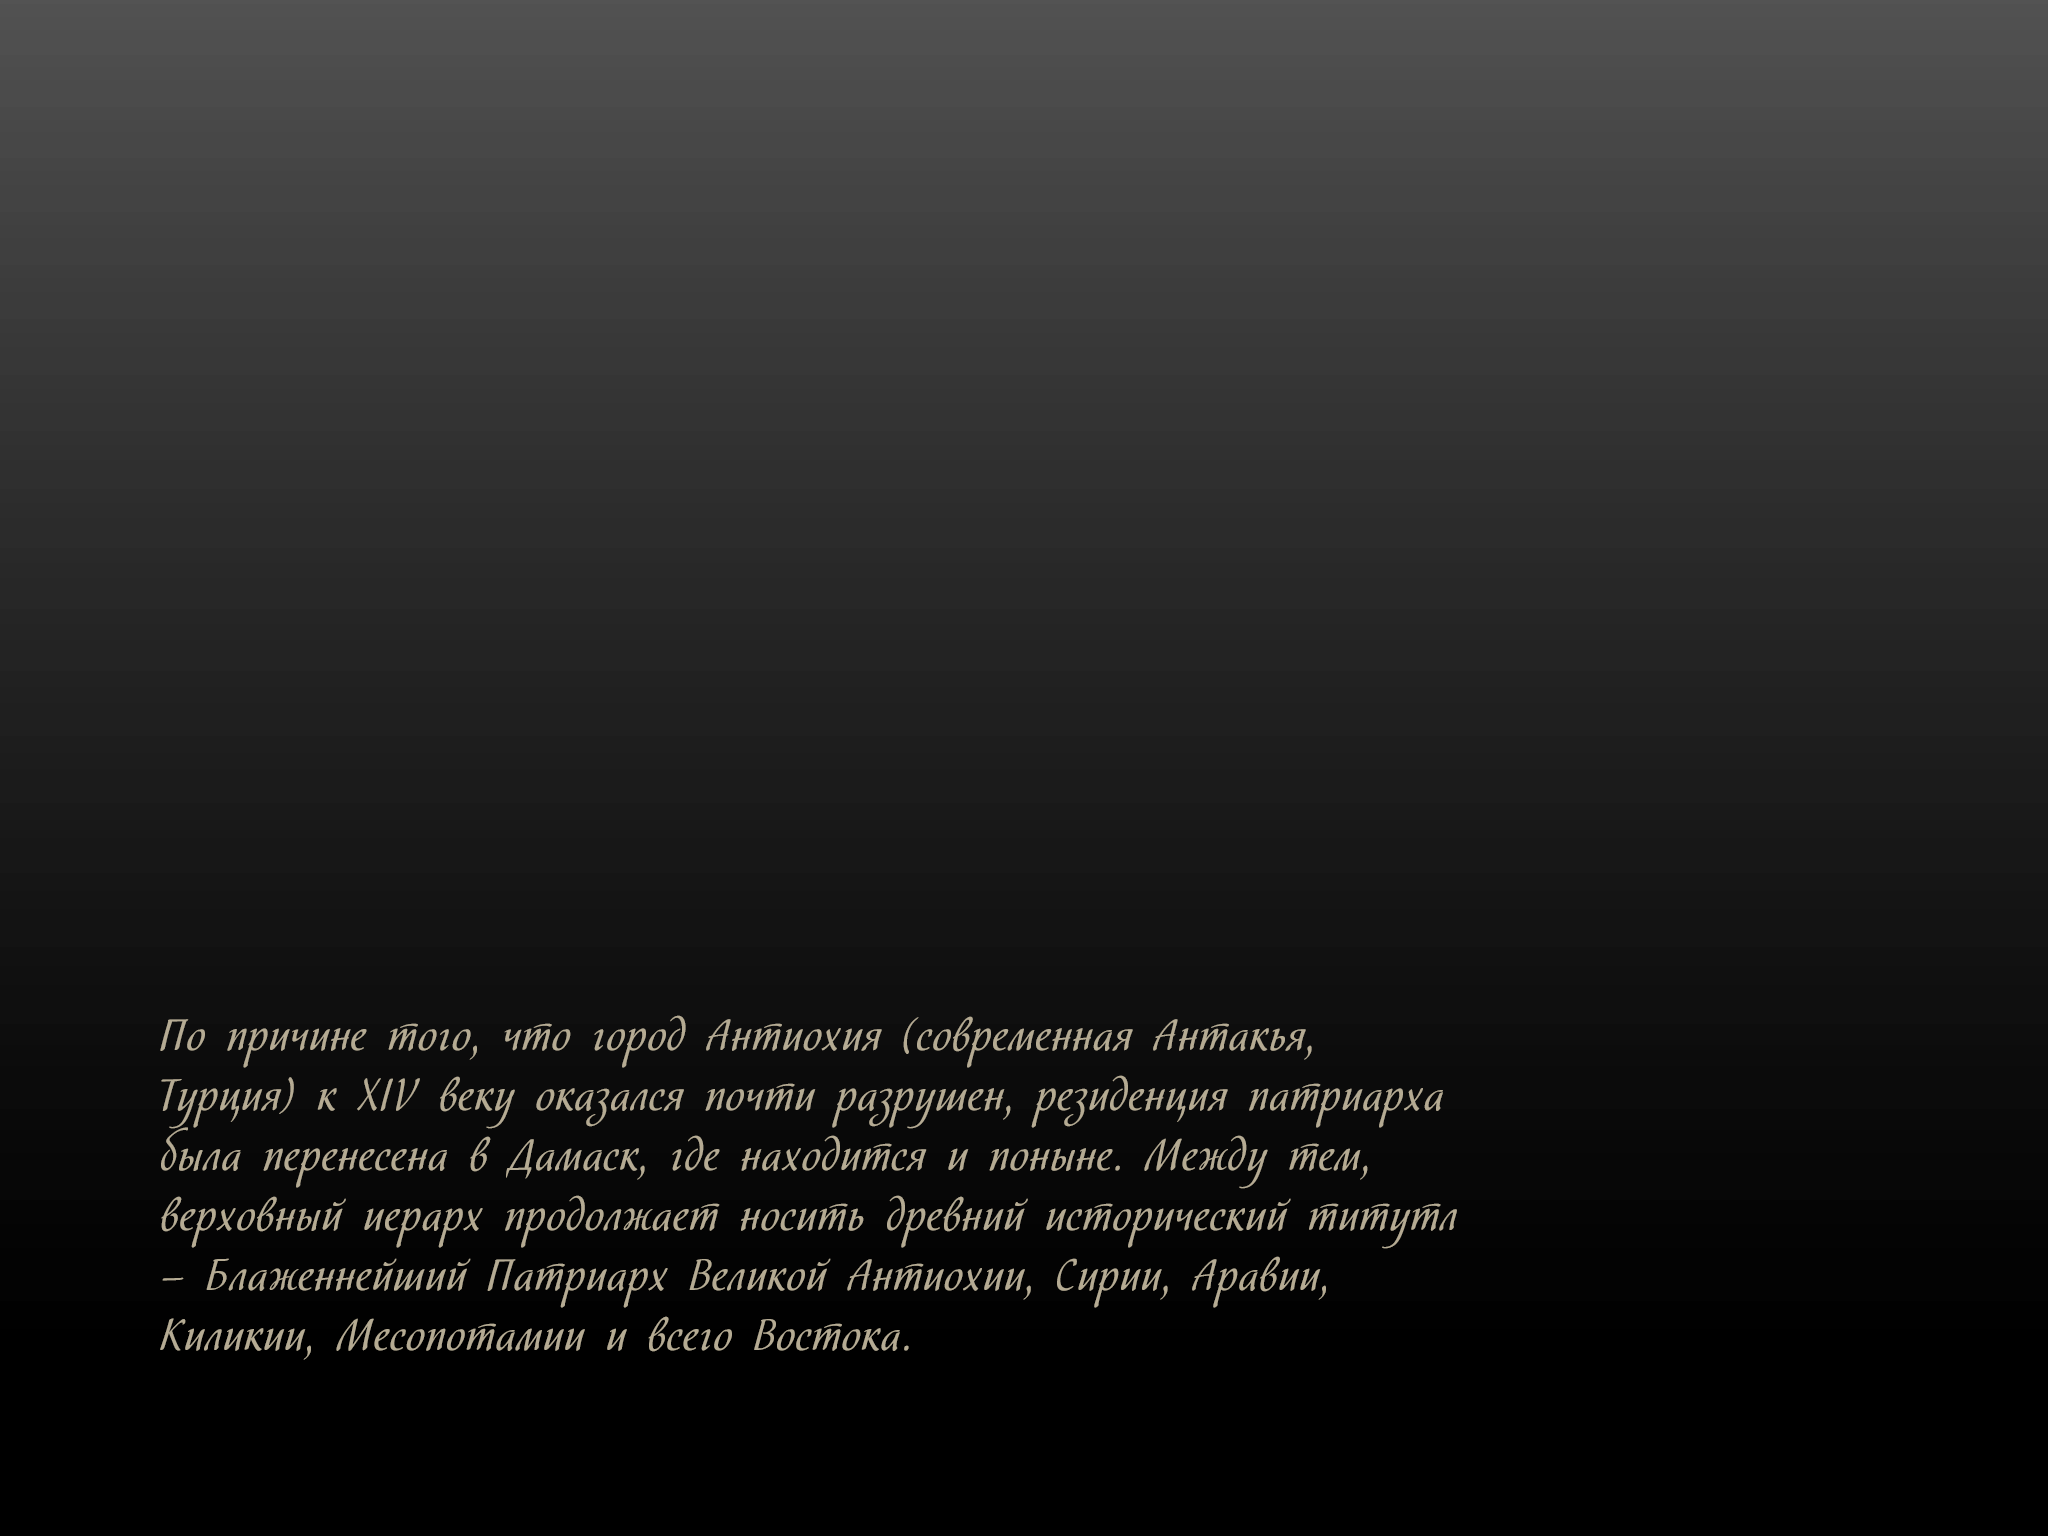 По причине того, что город Антиохия (современная Антакья,
Турция) к XIV веку оказался почти разрушен, резиденция патриарха
была перенесена в Дамаск, где находится и поныне. Между тем,
верховный иерарх продолжает носить древний исторический титутл
– Блаженнейший Патриарх Великой Антиохии, Сирии, Аравии,
Киликии, Месопотамии и всего Востока.